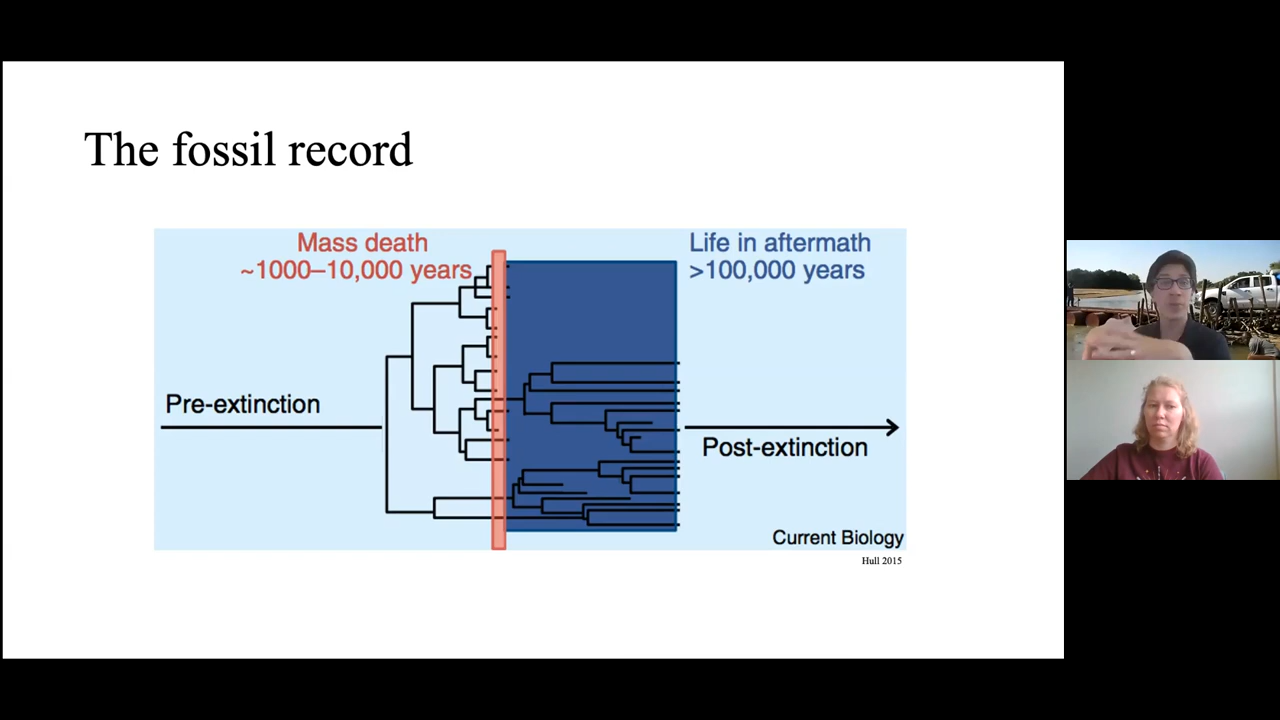 The fossil record
Mass death
~1000–10,000 years
Life in aftermath
>100,000 years
Pre-extinction
Post-extinction
Current Biology
Hull 2015